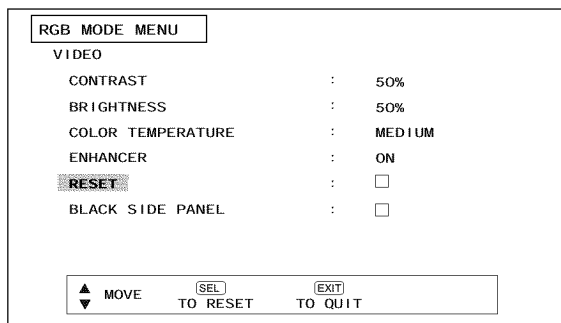 RGB MODE MENU
VIDEO
CONTRAST : 50%
BRIGHTNESS : 50%
COLOR TEMPERATURE : MEDIUM
ENHANCER : ON
RESET : □
BLACK SIDE PANEL : □
▲ ▼ MOVE SEL TO RESET EXIT TO QUIT